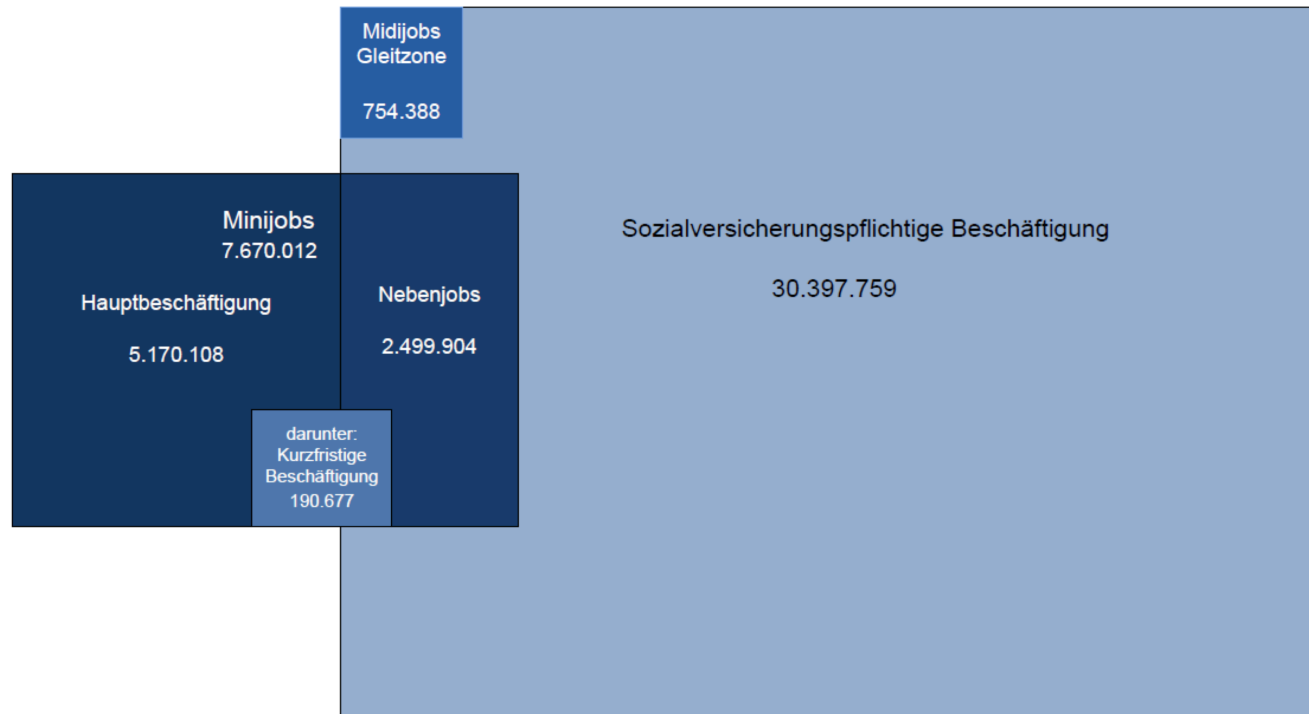 Midijobs
Gleitzone
754.388
Minijobs
7.670.012
Hauptbeschäftigung
5.170.108
Nebenjobs
2.499.904
darunter:
Kurzfristige
Beschäftigung
190.677
Sozialversicherungspflichtige Beschäftigung
30.397.759